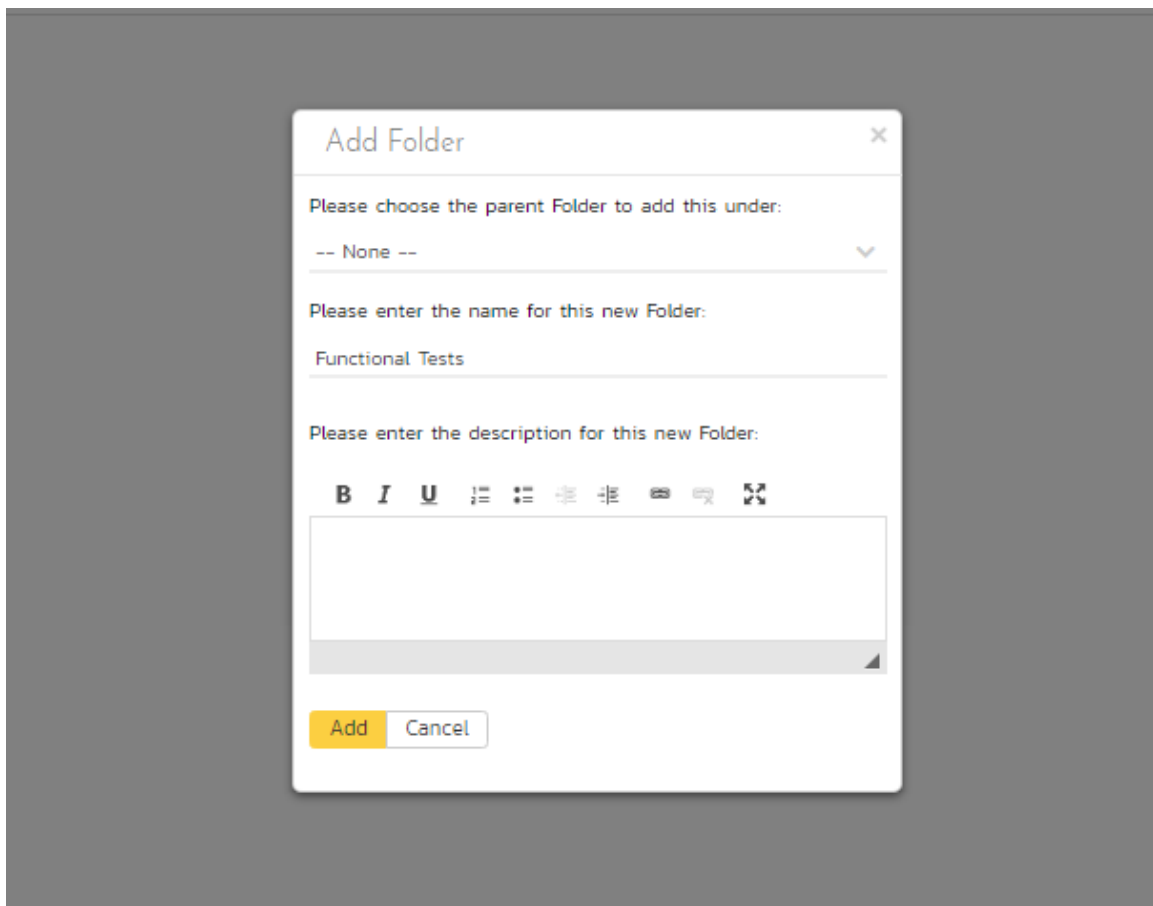 Add Folder
Please choose the parent Folder to add this under:
-- None --
Please enter the name for this new Folder:
Functional Tests
Please enter the description for this new Folder:
B I U
Add Cancel